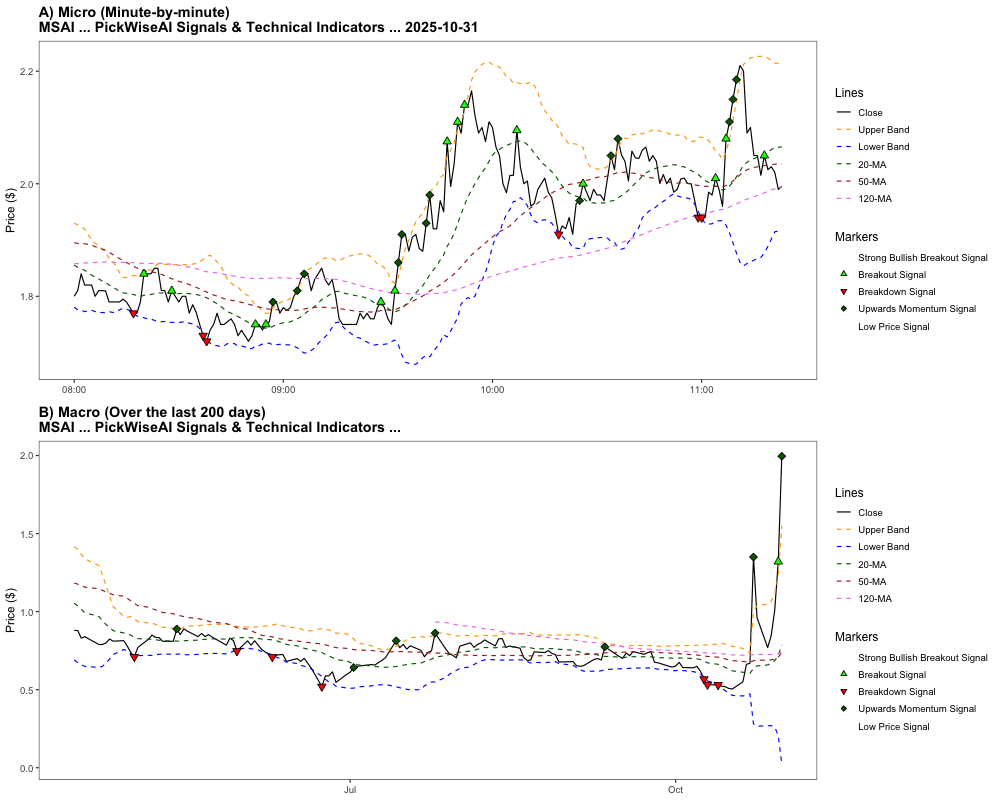 A) Micro (Minute-by-minute)
MSAI ... PickWiseAI Signals & Technical Indicators ... 2025-10-31
Price ($)
2.2
2.0
1.8
08:00
09:00
10:00
11:00
Lines
Close
Upper Band
Lower Band
20-MA
50-MA
120-MA
Markers
Strong Bullish Breakout Signal
Breakout Signal
Breakdown Signal
Upwards Momentum Signal
Low Price Signal
B) Macro (Over the last 200 days)
MSAI ... PickWiseAI Signals & Technical Indicators ...
Price ($)
2.0
1.5
1.0
0.5
0.0
Jul
Oct
Lines
Close
Upper Band
Lower Band
20-MA
50-MA
120-MA
Markers
Strong Bullish Breakout Signal
Breakout Signal
Breakdown Signal
Upwards Momentum Signal
Low Price Signal